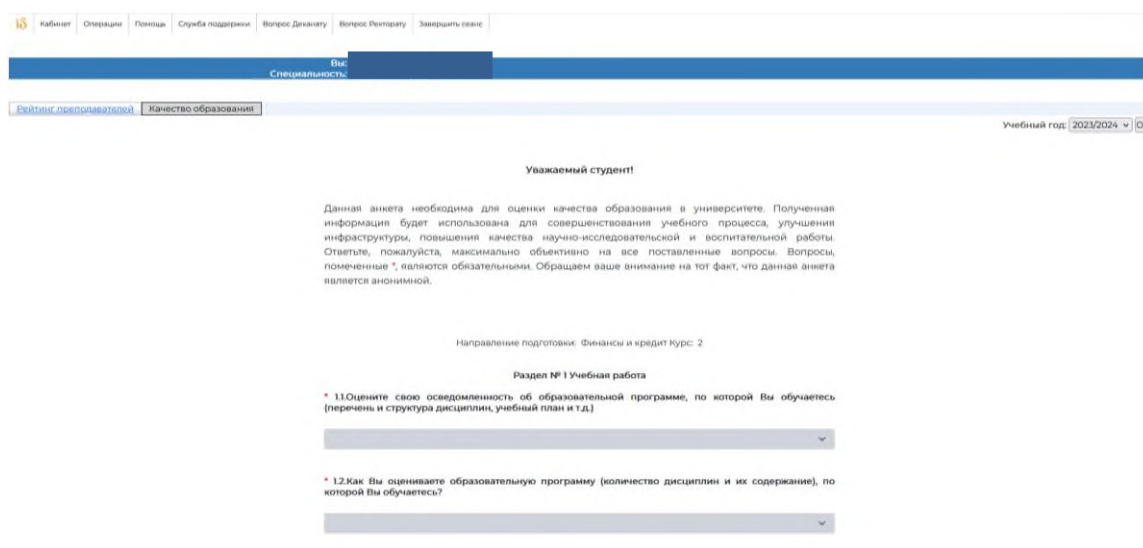 Кабинет Операции Помощь Служба поддержки Вопрос Деканату Вопрос Ректорату Завершить сеанс
Вы:
Специальность:
Рейтинг преподавателей Качество образования
Учебный год: 2023/2024 О
Уважаемый студент!
Данная анкета необходима для оценки качества образования в университете. Полученная
информация будет использована для совершенствования учебного процесса, улучшения
инфраструктуры, повышения качества научно-исследовательской и воспитательной работы.
Ответьте, пожалуйста, максимально объективно на все поставленные вопросы. Вопросы,
помеченные *, являются обязательными. Обращаем ваше внимание на тот факт, что данная анкета
является анонимной.
Направление подготовки: Финансы и кредит Курс: 2
Раздел № 1 Учебная работа
* 1.1.Оцените свою осведомленность об образовательной программе, по которой Вы обучаетесь
(перечень и структура дисциплин, учебный план и т.д.)
* 1.2.Как Вы оцениваете образовательную программу (количество дисциплин и их содержание), по
которой Вы обучаетесь?